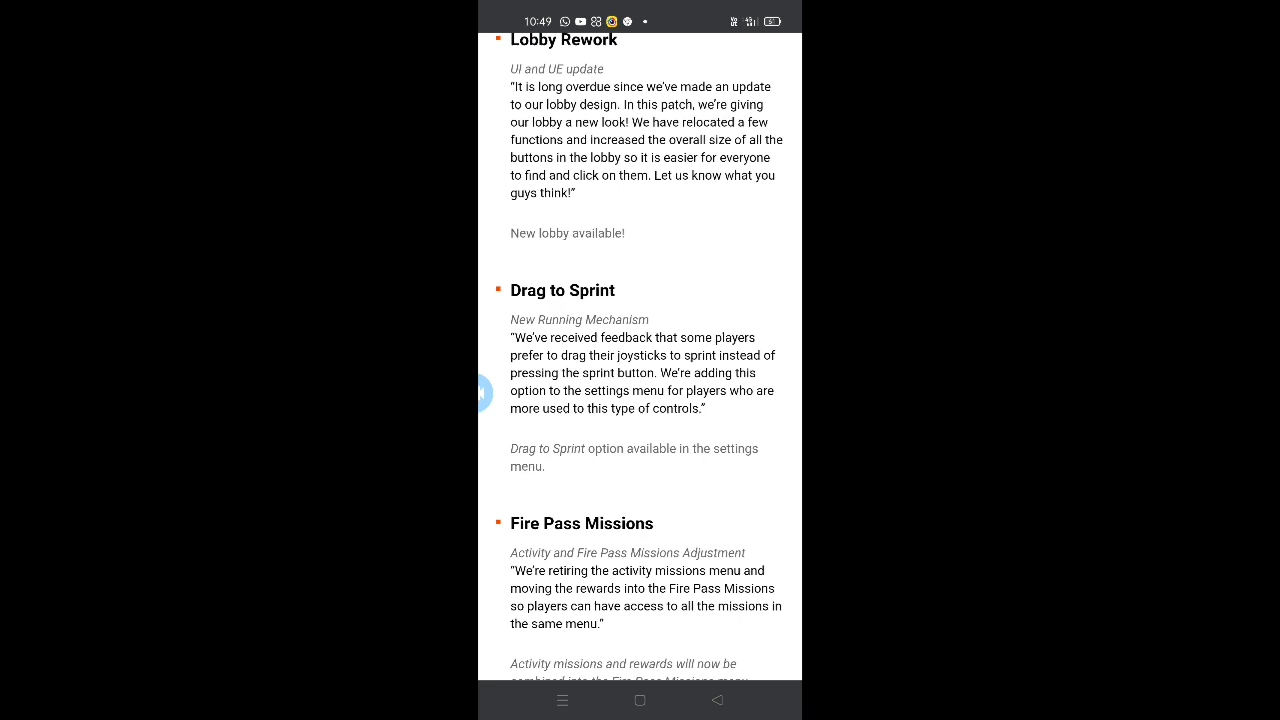 10:49
Lobby Rework
UI and UE update
“It is long overdue since we’ve made an update
to our lobby design. In this patch, we’re giving
our lobby a new look! We have relocated a few
functions and increased the overall size of all the
buttons in the lobby so it is easier for everyone
to find and click on them. Let us know what you
guys think!”
New lobby available!
Drag to Sprint
New Running Mechanism
“We’ve received feedback that some players
prefer to drag their joysticks to sprint instead of
pressing the sprint button. We’re adding this
option to the settings menu for players who are
more used to this type of controls.”
Drag to Sprint option available in the settings
menu.
Fire Pass Missions
Activity and Fire Pass Missions Adjustment
“We’re retiring the activity missions menu and
moving the rewards into the Fire Pass Missions
so players can have access to all the missions in
the same menu.”
Activity missions and rewards will now be
combined into the Fire Pass Missions menu